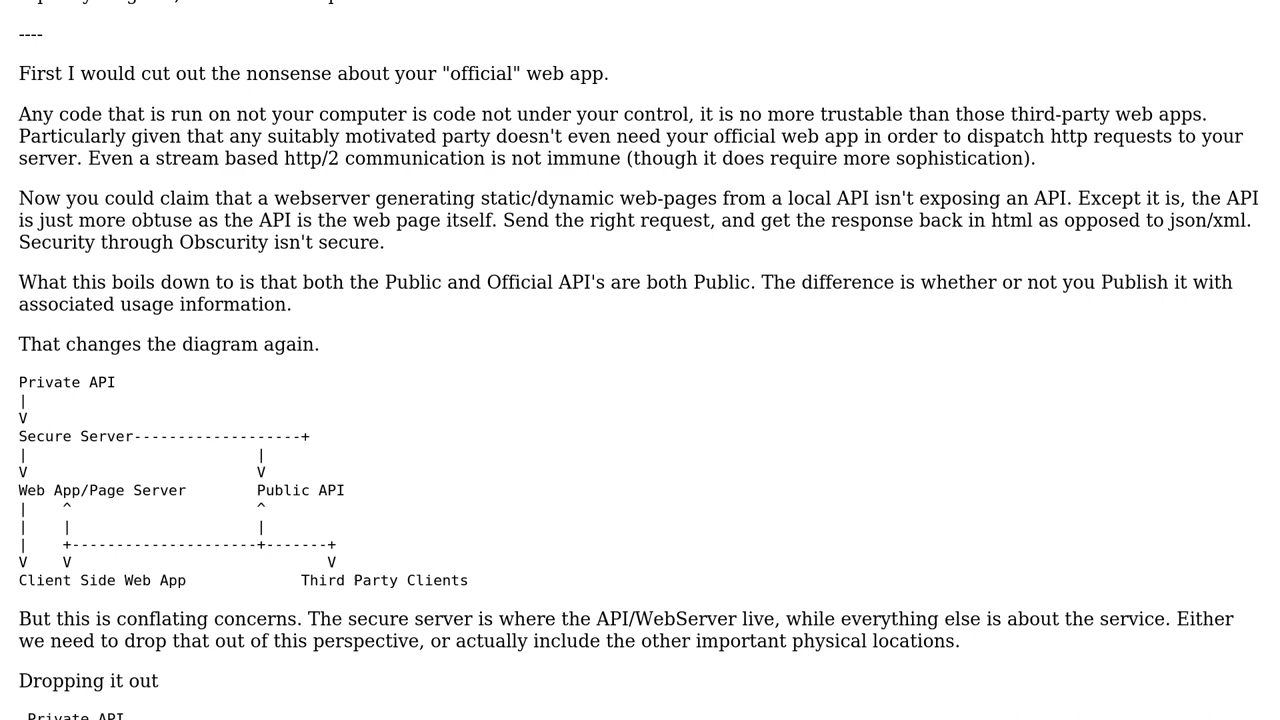 ----
First I would cut out the nonsense about your "official" web app.
Any code that is run on not your computer is code not under your control, it is no more trustable than those third-party web apps.
Particularly given that any suitably motivated party doesn't even need your official web app in order to dispatch http requests to your
server. Even a stream based http/2 communication is not immune (though it does require more sophistication).
Now you could claim that a webserver generating static/dynamic web-pages from a local API isn't exposing an API. Except it is, the API
is just more obtuse as the API is the web page itself. Send the right request, and get the response back in html as opposed to json/xml.
Security through Obscurity isn't secure.
What this boils down to is that both the Public and Official API's are both Public. The difference is whether or not you Publish it with
associated usage information.
That changes the diagram again.
Private API
|
V
Secure Server-------------------+
|                          |
V                          V
Web App/Page Server        Public API
|    ^                     ^
|    |                     |
|    +---------------------+-------+
V    V                             V
Client Side Web App             Third Party Clients
But this is conflating concerns. The secure server is where the API/WebServer live, while everything else is about the service. Either
we need to drop that out of this perspective, or actually include the other important physical locations.
Dropping it out
Private API